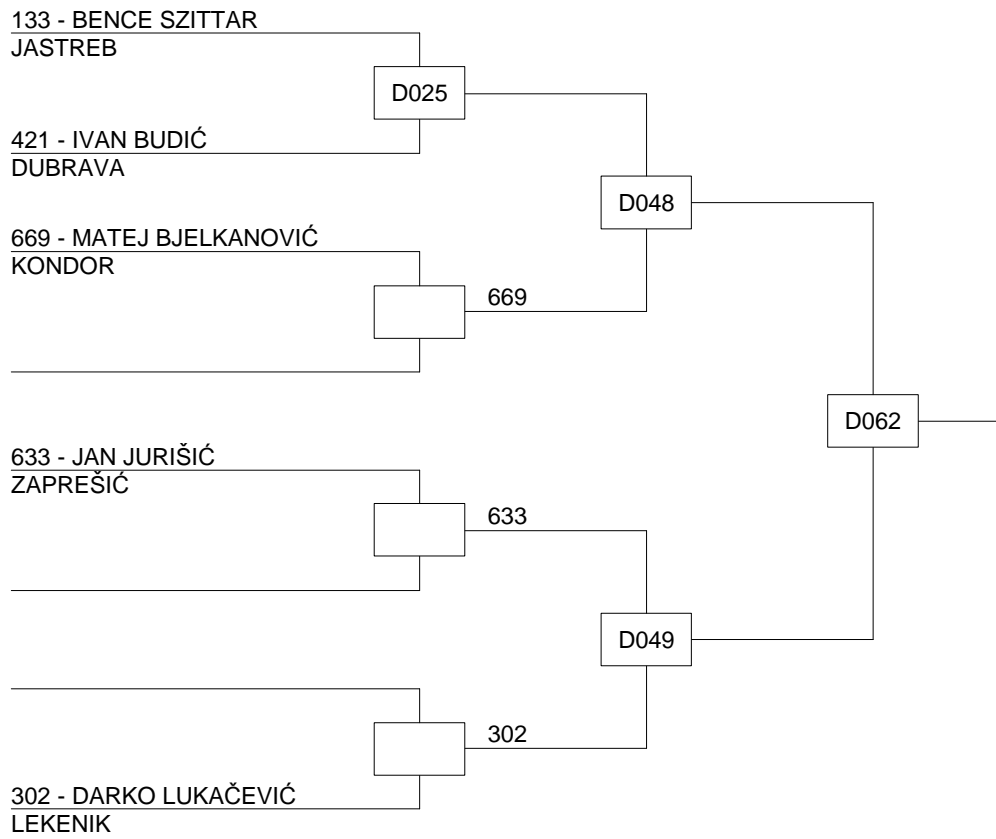 133 - BENCE SZITTAR
JASTREB
D025
421 - IVAN BUDIĆ
DUBRAVA
D048
669 - MATEJ BJELKANOVIĆ
KONDOR
669
D062
633 - JAN JURIŠIĆ
ZAPREŠIĆ
633
D049
302
302 - DARKO LUKAČEVIĆ
LEKENIK